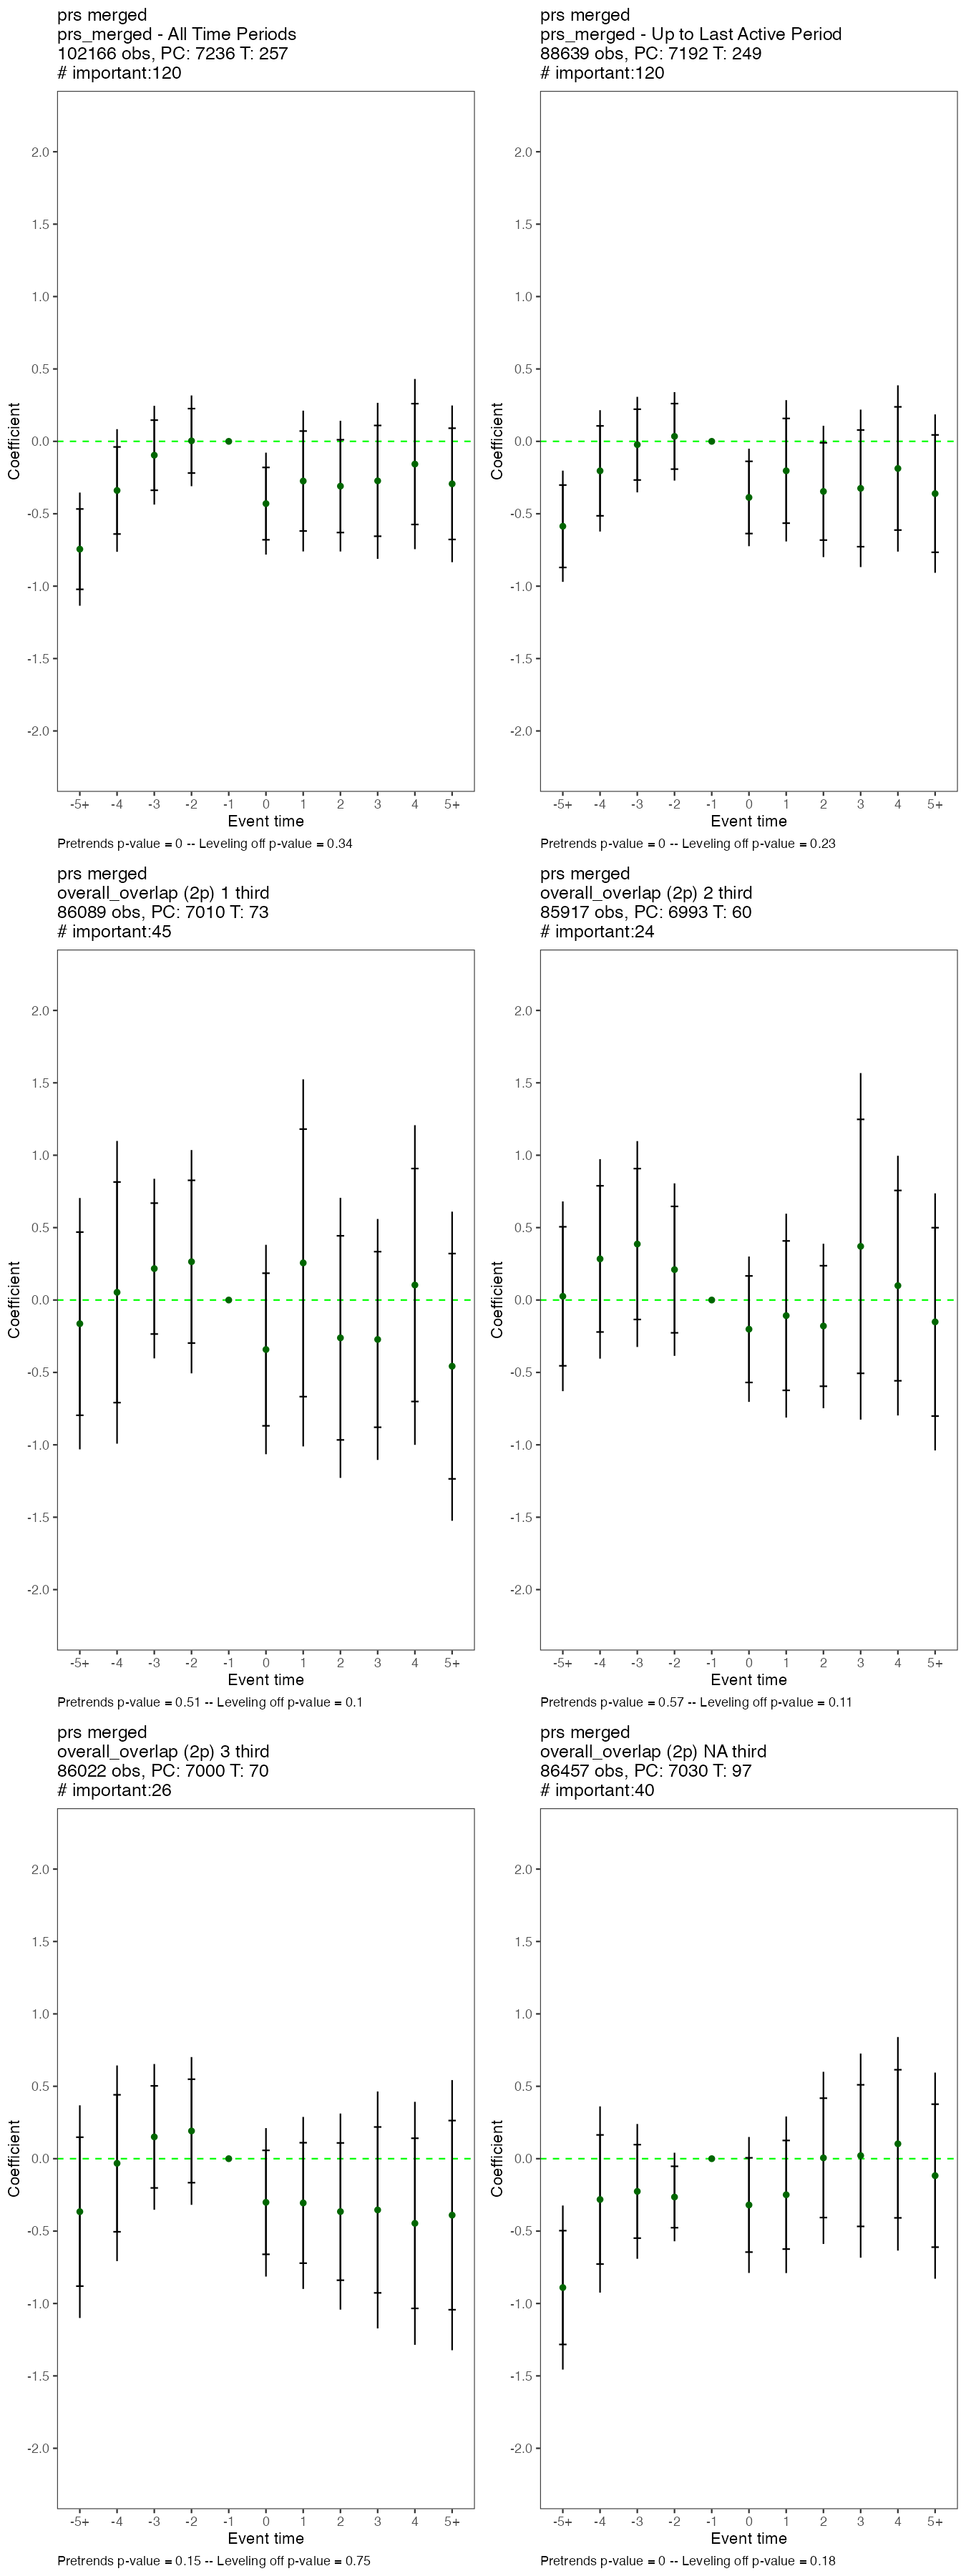 prs merged
prs_merged - All Time Periods
102166 obs, PC: 7236 T: 257
# important:120
2.0
1.5
1.0
0.5
0.0
-0.5
-1.0
-1.5
-2.0
Coefficient
-5+ -4 -3 -2 -1 0 1 2 3 4 5+
Event time
Pretrends p-value = 0 -- Leveling off p-value = 0.34
prs merged
prs_merged - Up to Last Active Period
88639 obs, PC: 7192 T: 249
# important:120
2.0
1.5
1.0
0.5
0.0
-0.5
-1.0
-1.5
-2.0
Coefficient
-5+ -4 -3 -2 -1 0 1 2 3 4 5+
Event time
Pretrends p-value = 0 -- Leveling off p-value = 0.23
prs merged
overall_overlap (2p) 1 third
86089 obs, PC: 7010 T: 73
# important:45
2.0
1.5
1.0
0.5
0.0
-0.5
-1.0
-1.5
-2.0
Coefficient
-5+ -4 -3 -2 -1 0 1 2 3 4 5+
Event time
Pretrends p-value = 0.51 -- Leveling off p-value = 0.1
prs merged
overall_overlap (2p) 2 third
85917 obs, PC: 6993 T: 60
# important:24
2.0
1.5
1.0
0.5
0.0
-0.5
-1.0
-1.5
-2.0
Coefficient
-5+ -4 -3 -2 -1 0 1 2 3 4 5+
Event time
Pretrends p-value = 0.57 -- Leveling off p-value = 0.11
prs merged
overall_overlap (2p) 3 third
86022 obs, PC: 7000 T: 70
# important:26
2.0
1.5
1.0
0.5
0.0
-0.5
-1.0
-1.5
-2.0
Coefficient
-5+ -4 -3 -2 -1 0 1 2 3 4 5+
Event time
Pretrends p-value = 0.15 -- Leveling off p-value = 0.75
prs merged
overall_overlap (2p) NA third
86457 obs, PC: 7030 T: 97
# important:40
2.0
1.5
1.0
0.5
0.0
-0.5
-1.0
-1.5
-2.0
Coefficient
-5+ -4 -3 -2 -1 0 1 2 3 4 5+
Event time
Pretrends p-value = 0 -- Leveling off p-value = 0.18